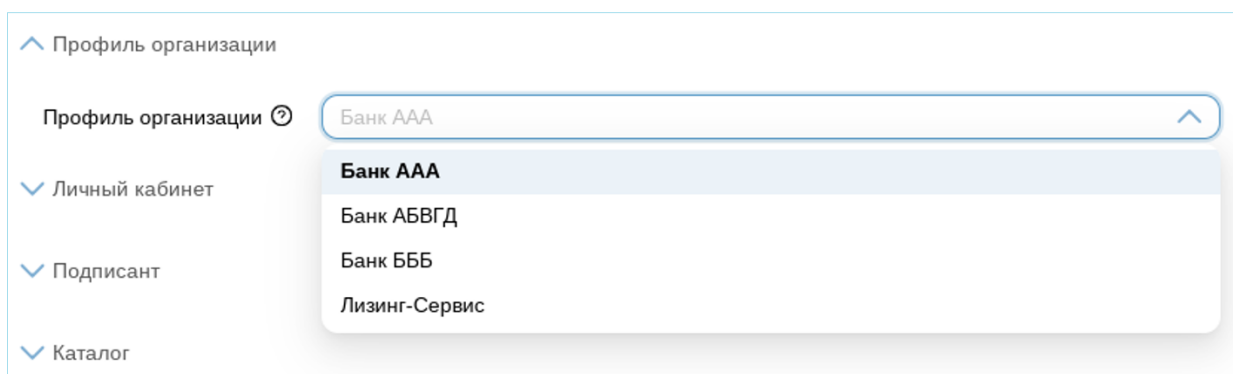 Профиль организации
Профиль организации
Банк ААА
Банк ААА
Банк АБВГД
Банк БББ
Лизинг-Сервис
Личный кабинет
Подписант
Каталог